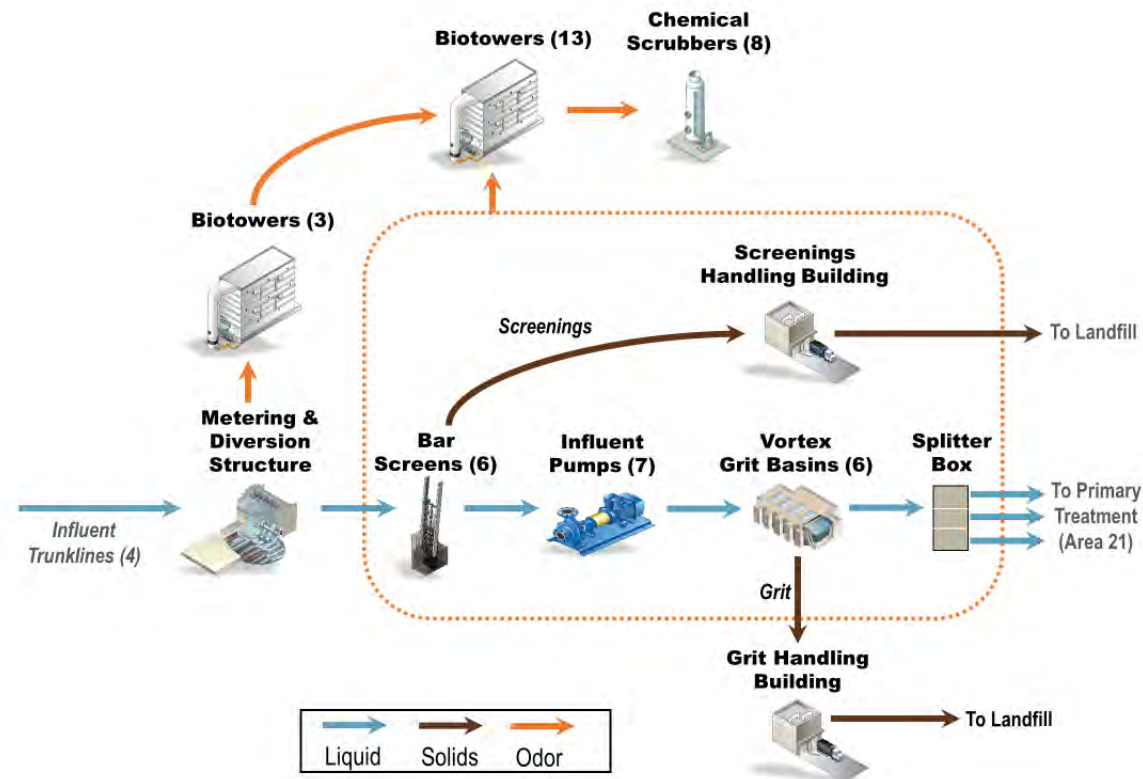 Biotowers (13)
Chemical
Scrubbers (8)
Biotowers (3)
Screenings
Handling Building
Screenings
To Landfill
Metering &
Diversion
Structure
Bar
Screens (6)
Influent
Pumps (7)
Vortex
Grit Basins (6)
Splitter
Box
Influent
Trunklines (4)
To Primary
Treatment
(Area 21)
Grit
Grit Handling
Building
To Landfill
Liquid Solids Odor